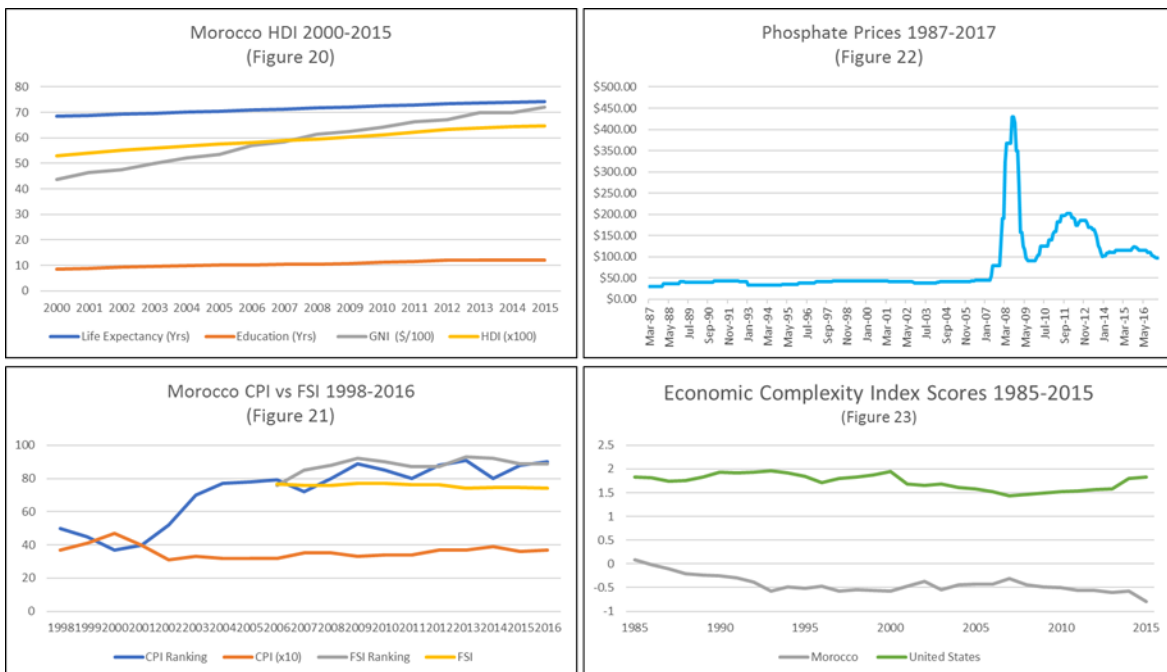 Morocco HDI 2000-2015
(Figure 20)
80
70
60
50
40
30
20
10
0
2000 2001 2002 2003 2004 2005 2006 2007 2008 2009 2010 2011 2012 2013 2014 2015
Life Expectancy (Yrs) Education (Yrs) GNI ($/100) HDI (x100)
Phosphate Prices 1987-2017
(Figure 22)
$500.00
$450.00
$400.00
$350.00
$300.00
$250.00
$200.00
$150.00
$100.00
$50.00
$0.00
Mar-87 May-88 Jul-89 Sep-90 Nov-91 Jan-93 Mar-94 May-95 Jul-96 Sep-97 Nov-98 Jan-00 Mar-01 May-02 Jul-03 Sep-04 Nov-05 Jan-07 Mar-08 May-09 Jul-10 Sep-11 Nov-12 Jan-14 Mar-15 May-16
Morocco CPI vs FSI 1998-2016
(Figure 21)
100
80
60
40
20
0
1998 1999 2000 2001 2002 2003 2004 2005 2006 2007 2008 2009 2010 2011 2012 2013 2014 2015 2016
CPI Ranking CPI (x10) FSI Ranking FSI
Economic Complexity Index Scores 1985-2015
(Figure 23)
2.5
2
1.5
1
0.5
0
-0.5
-1
1985 1990 1995 2000 2005 2010 2015
Morocco United States